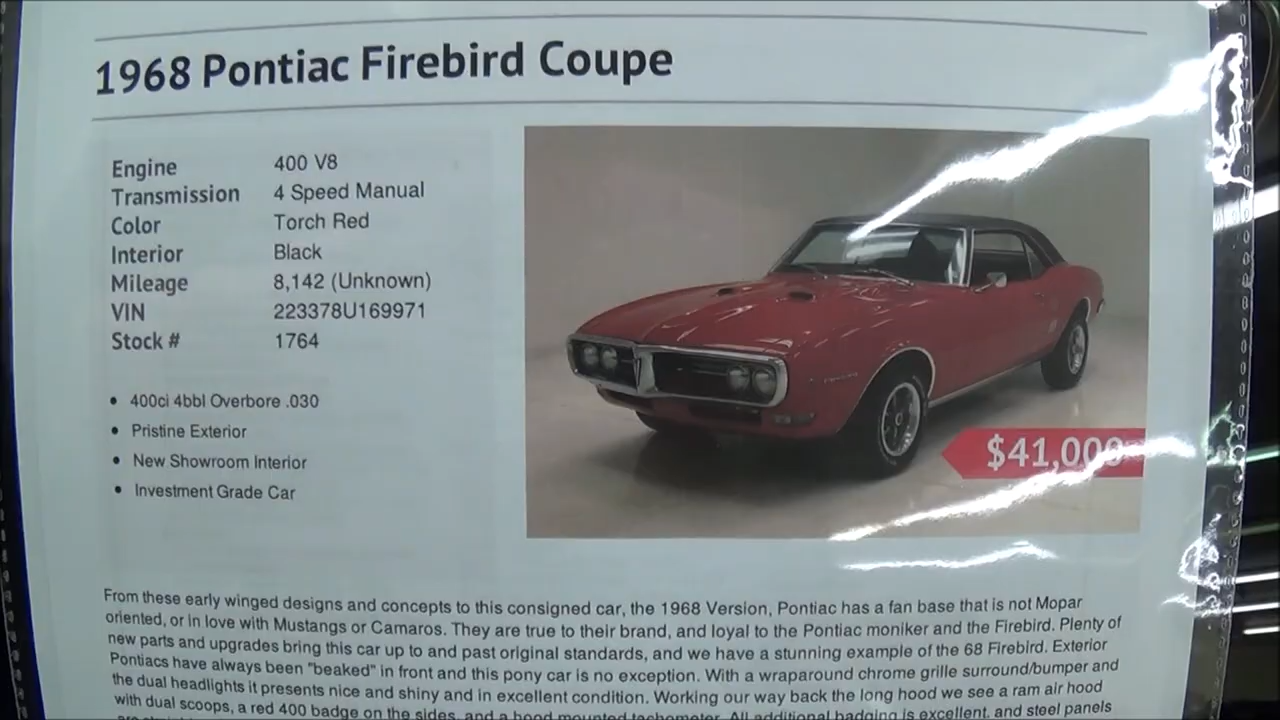 1968 Pontiac Firebird Coupe
Engine 400 V8
Transmission 4 Speed Manual
Color Torch Red
Interior Black
Mileage 8,142 (Unknown)
VIN 223378U169971
Stock # 1764
• 400ci 4bbl Overbore .030
• Pristine Exterior
• New Showroom Interior
• Investment Grade Car
$41,000
From these early winged designs and concepts to this consigned car, the 1968 Version, Pontiac has a fan base that is not Mopar
oriented, or in love with Mustangs or Camaros. They are true to their brand, and loyal to the Pontiac moniker and the Firebird. Plenty of
new parts and upgrades bring this car up to and past original standards, and we have a stunning example of the 68 Firebird. Exterior
Pontiacs have always been "beaked" in front and this pony car is no exception. With a wraparound chrome grille surround/bumper and
the dual headlights it presents nice and shiny and in excellent condition. Working our way back the long hood we see a ram air hood
with dual scoops, a red 400 badge on the sides, and a hood mounted tachometer. All additional badging is excellent, and steel panels